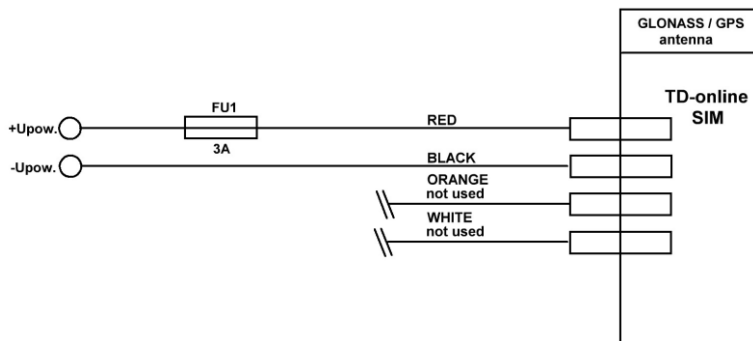 GLONASS / GPS
antenna
TD-online
SIM
FU1
+Upow.
RED
3A
-Upow.
BLACK
ORANGE
not used
WHITE
not used